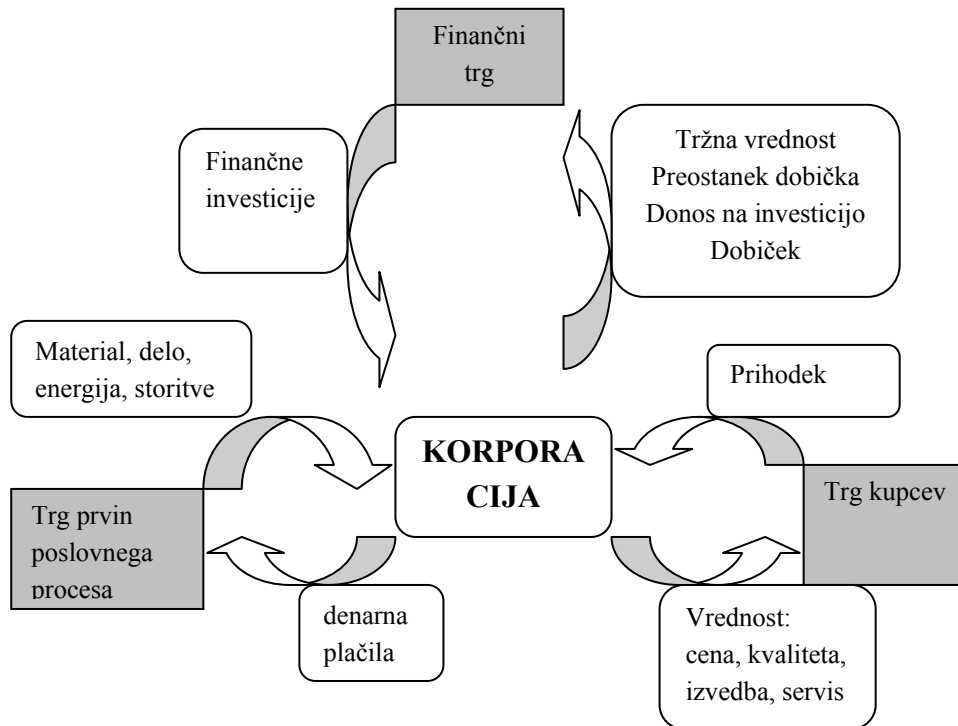 Finančni
trg
Finančne
investicije
Tržna vrednost
Preostanek dobička
Donos na investicijo
Dobiček
Material, delo,
energija, storitve
Prihodek
KORPORA
CIJA
Trg prvin
poslovnega
procesa
Trg kupcev
denarna
plačila
Vrednost:
cena, kvaliteta,
izvedba, servis